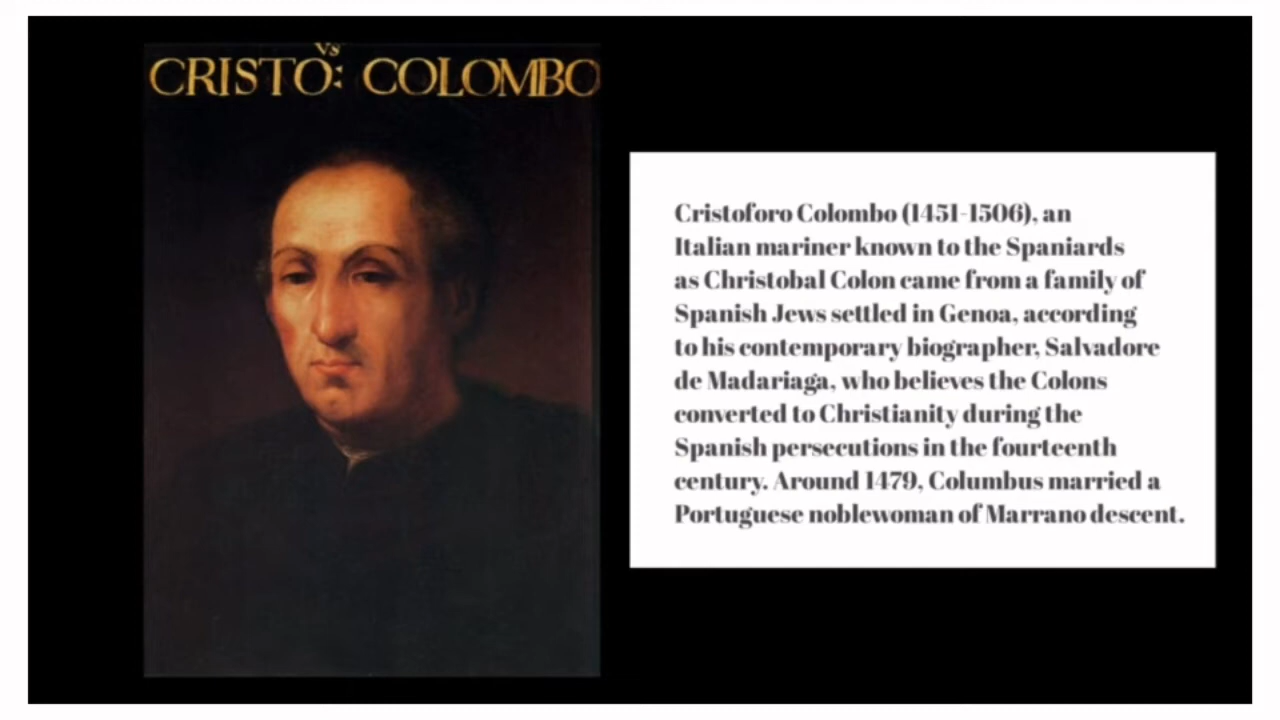 VS
CRISTO: COLOMBO
Cristoforo Colombo (1451-1506), an
Italian mariner known to the Spaniards
as Christobal Colon came from a family of
Spanish Jews settled in Genoa, according
to his contemporary biographer, Salvadore
de Madariaga, who believes the Colons
converted to Christianity during the
Spanish persecutions in the fourteenth
century. Around 1479, Columbus married a
Portuguese noblewoman of Marrano descent.